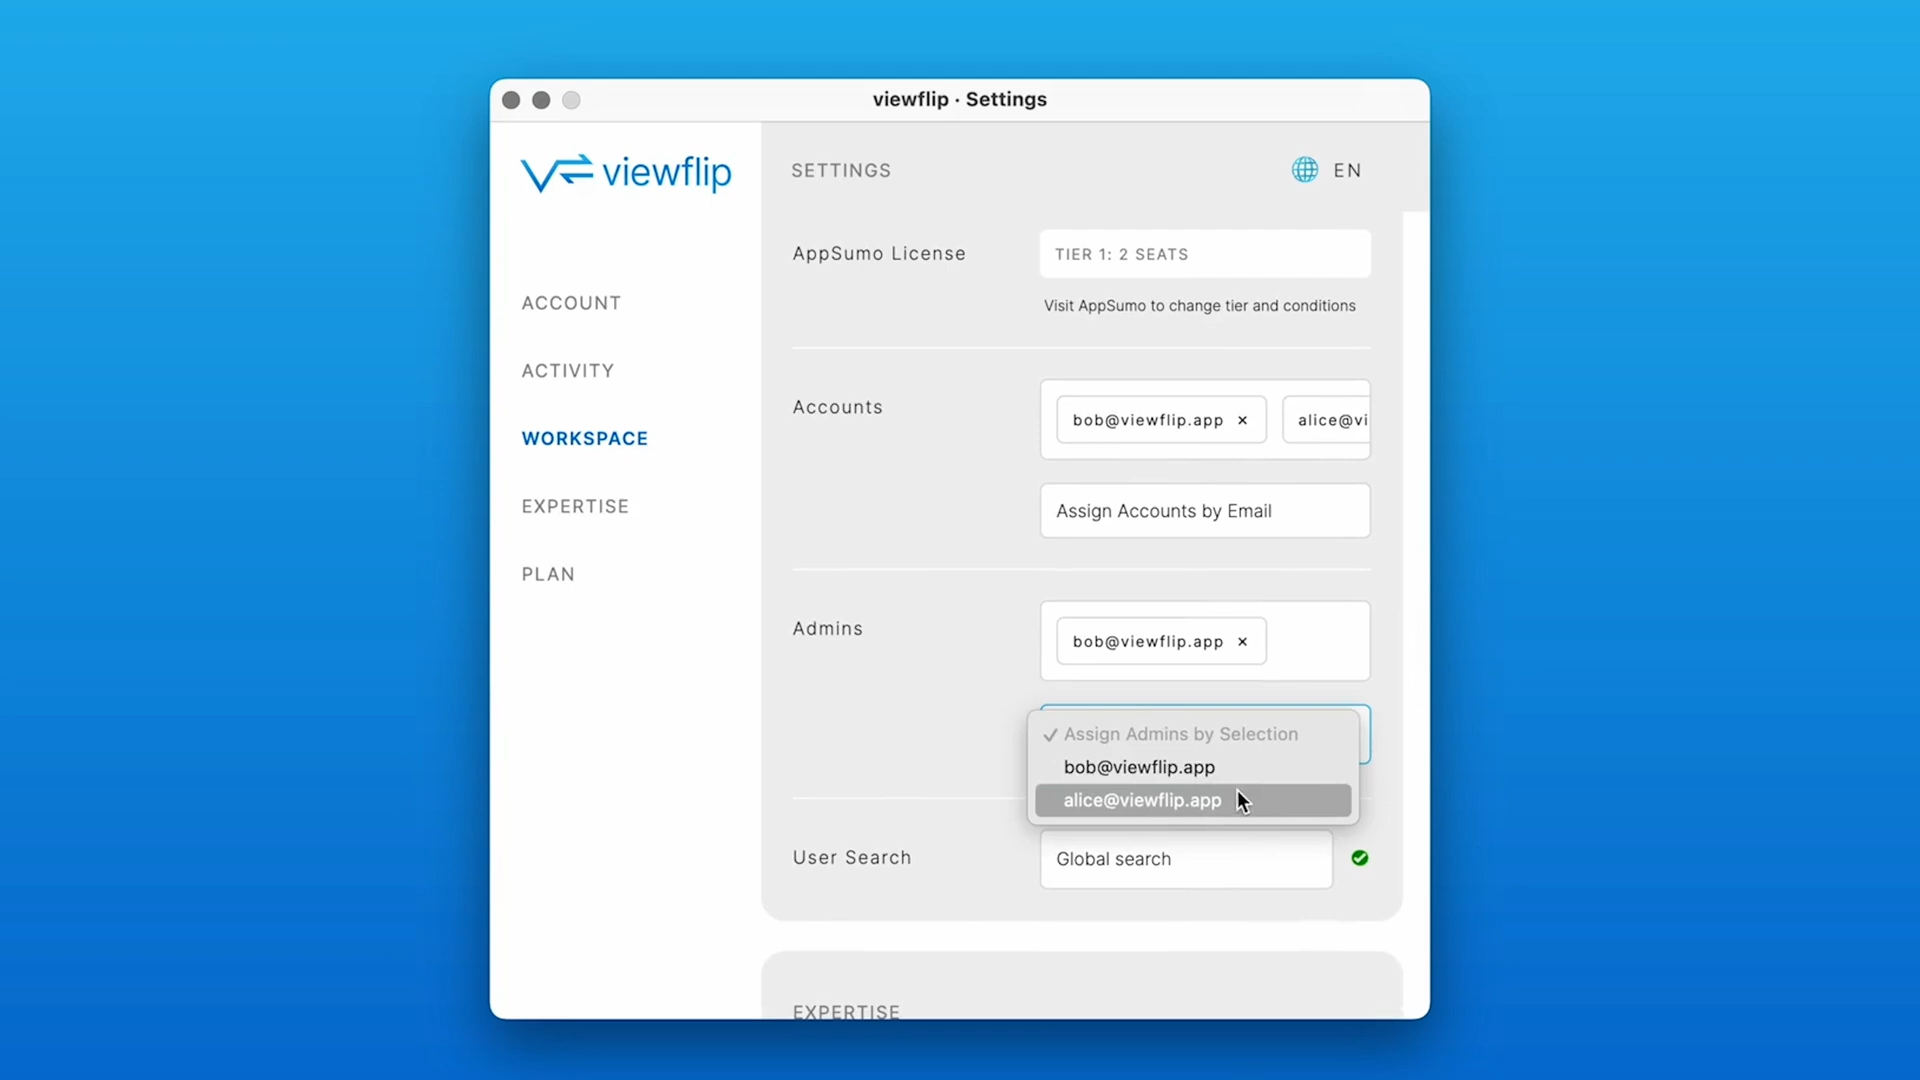 viewflip · Settings
viewflip
SETTINGS
EN
ACCOUNT
ACTIVITY
WORKSPACE
EXPERTISE
PLAN
AppSumo License
TIER 1: 2 SEATS
Visit AppSumo to change tier and conditions
Accounts
bob@viewflip.app ×
alice@vi
Assign Accounts by Email
Admins
bob@viewflip.app ×
✓ Assign Admins by Selection
bob@viewflip.app
alice@viewflip.app
User Search
Global search
EXPERTISE